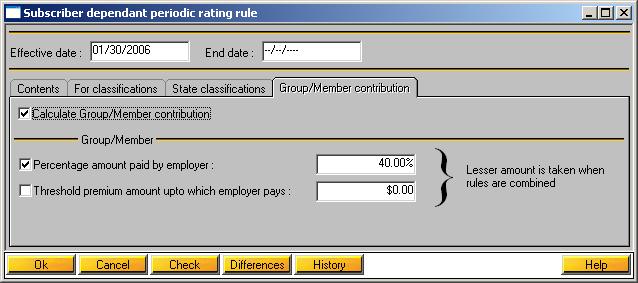 Subscriber dependant periodic rating rule
Effective date : 01/30/2006 End date : --/--/----
Contents For classifications State classifications Group/Member contribution
Calculate Group/Member contribution
Group/Member
Percentage amount paid by employer : 40.00%
Threshold premium amount upto which employer pays : $0.00
Lesser amount is taken when
rules are combined
Ok Cancel Check Differences History Help